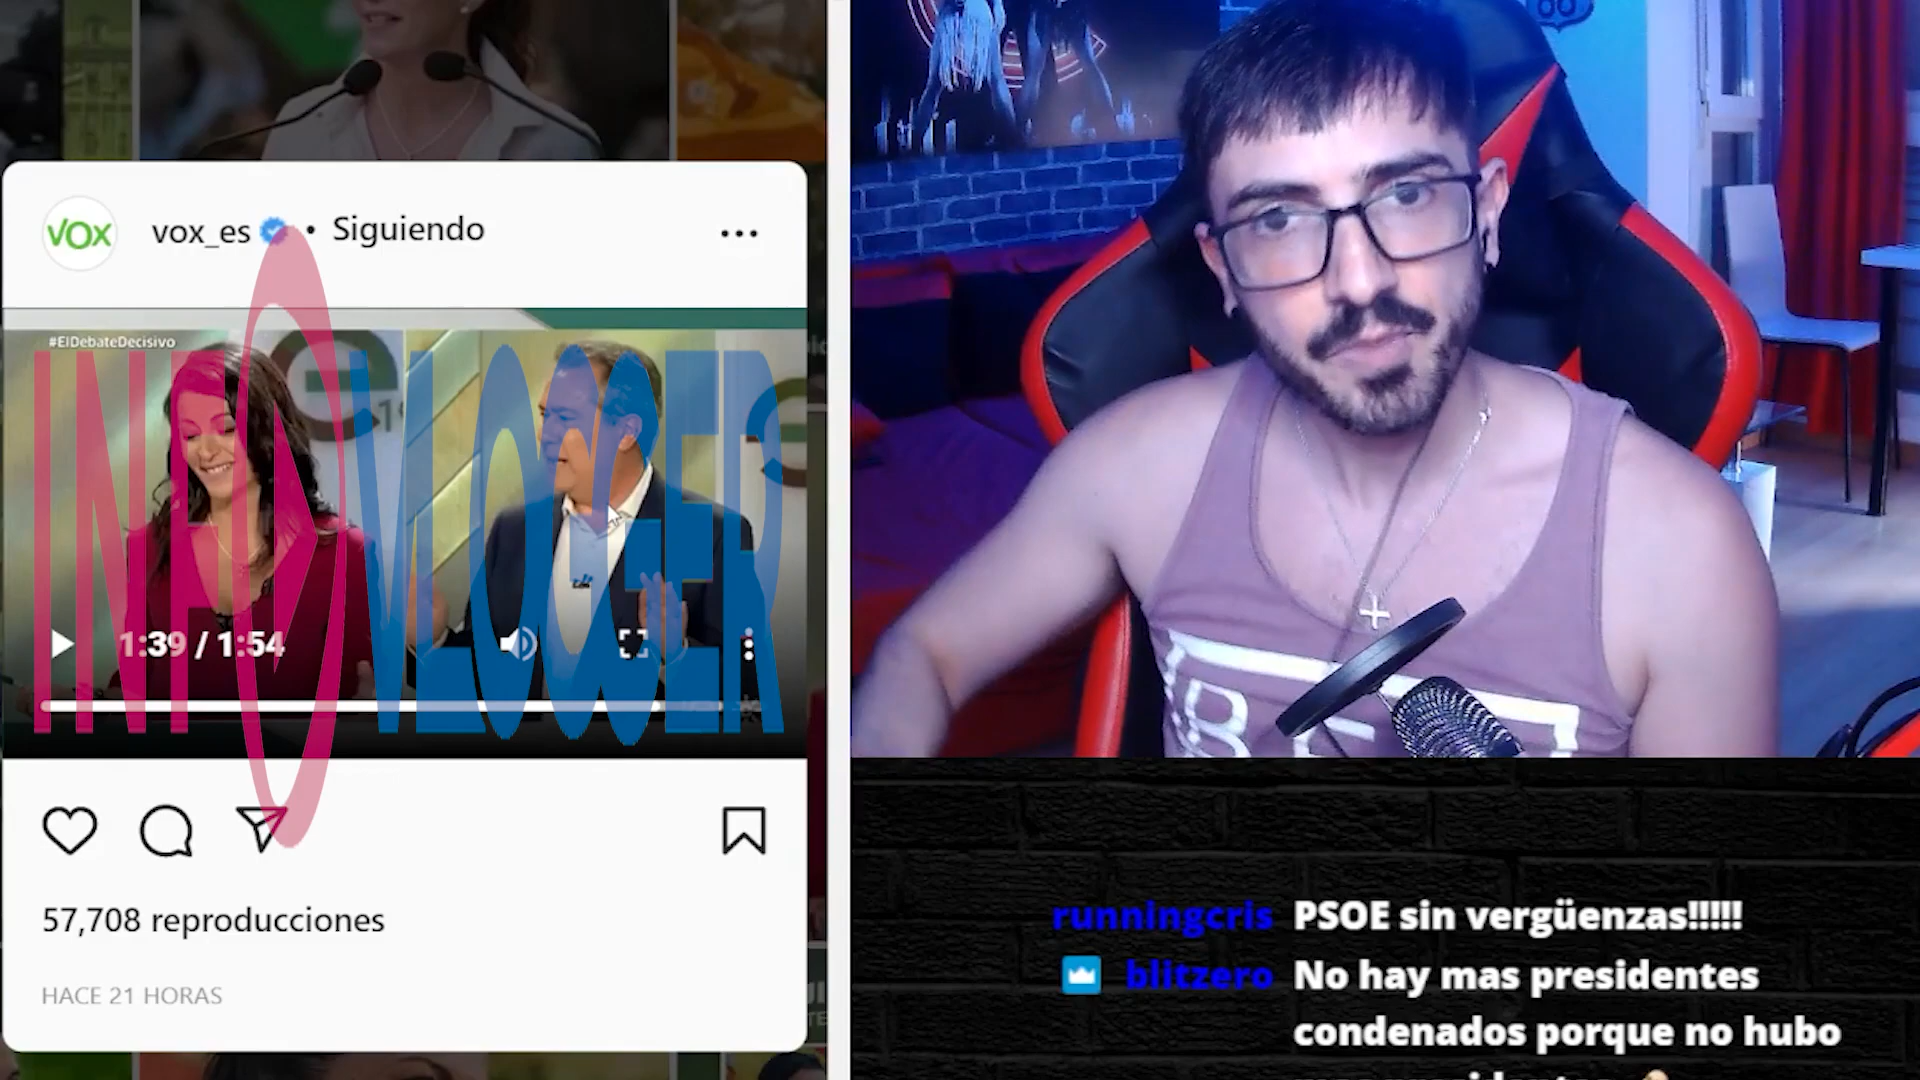 VOX
vox_es • Siguiendo
#ElDebateDecisivo
INFOVLOGGER
1:39 / 1:54
57,708 reproducciones
HACE 21 HORAS
60
runningcris PSOE sin vergüenzas!!!!!
blitzero No hay mas presidentes
condenados porque no hubo